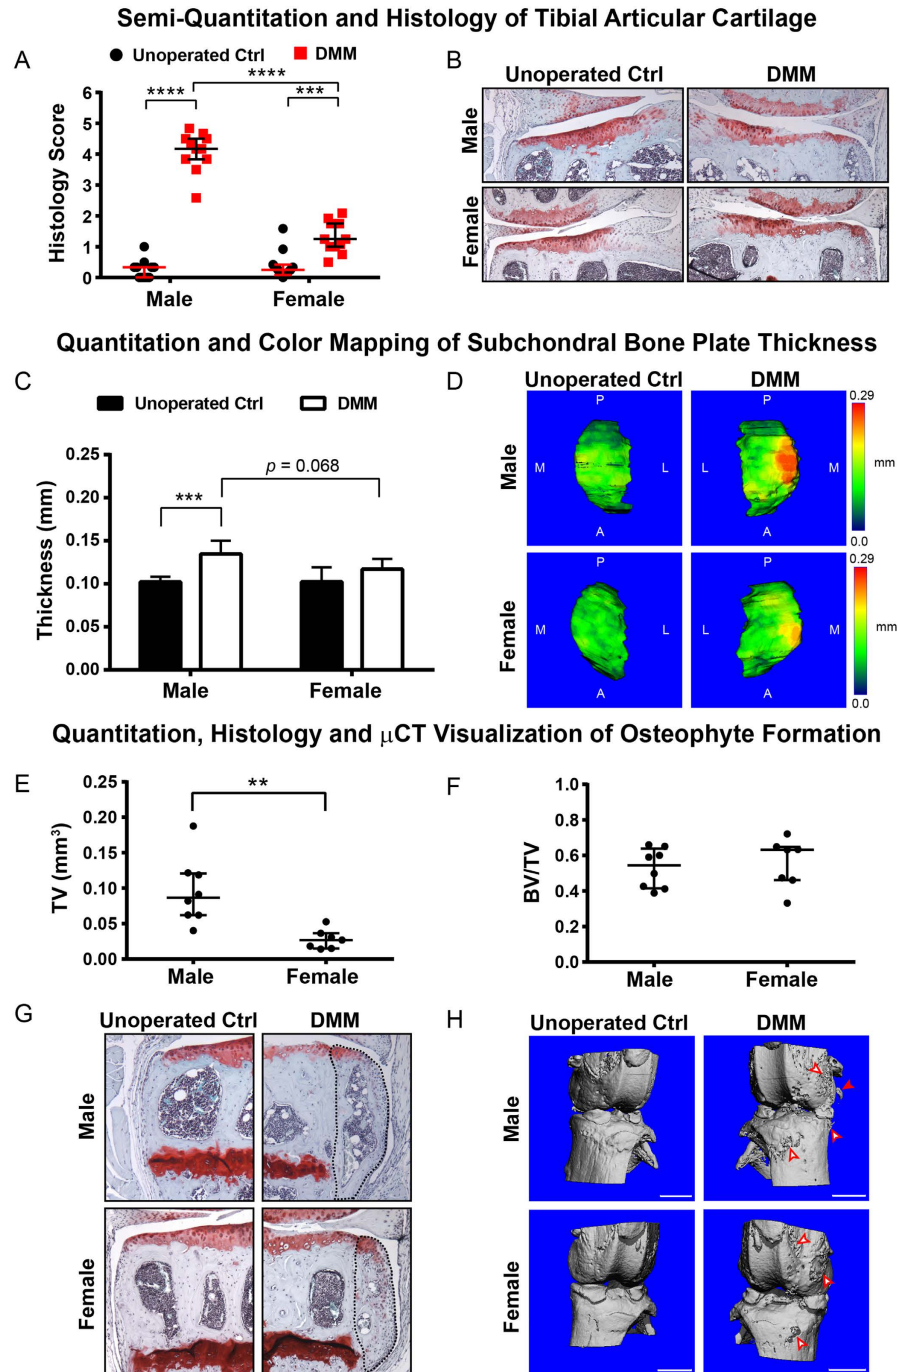 Semi-Quantitation and Histology of Tibial Articular Cartilage
A
Unoperated Ctrl DMM
Histology Score
6
5
4
3
2
1
0
****
****
***
Male Female
B
Unoperated Ctrl DMM
Male
Female
Quantitation and Color Mapping of Subchondral Bone Plate Thickness
C
Unoperated Ctrl DMM
Thickness (mm)
0.25
0.20
0.15
0.10
0.05
0.00
***
p = 0.068
Male Female
D
Unoperated Ctrl DMM
Male
P
M L
A
P
L M
A
0.29
mm
0.0
Female
P
M L
A
P
L M
A
0.29
mm
0.0
Quantitation, Histology and μCT Visualization of Osteophyte Formation
E
TV (mm³)
0.25
0.20
0.15
0.10
0.05
0.00
**
Male Female
F
BV/TV
1.0
0.8
0.6
0.4
0.2
0.0
Male Female
G
Unoperated Ctrl DMM
Male
Female
H
Unoperated Ctrl DMM
Male
Female